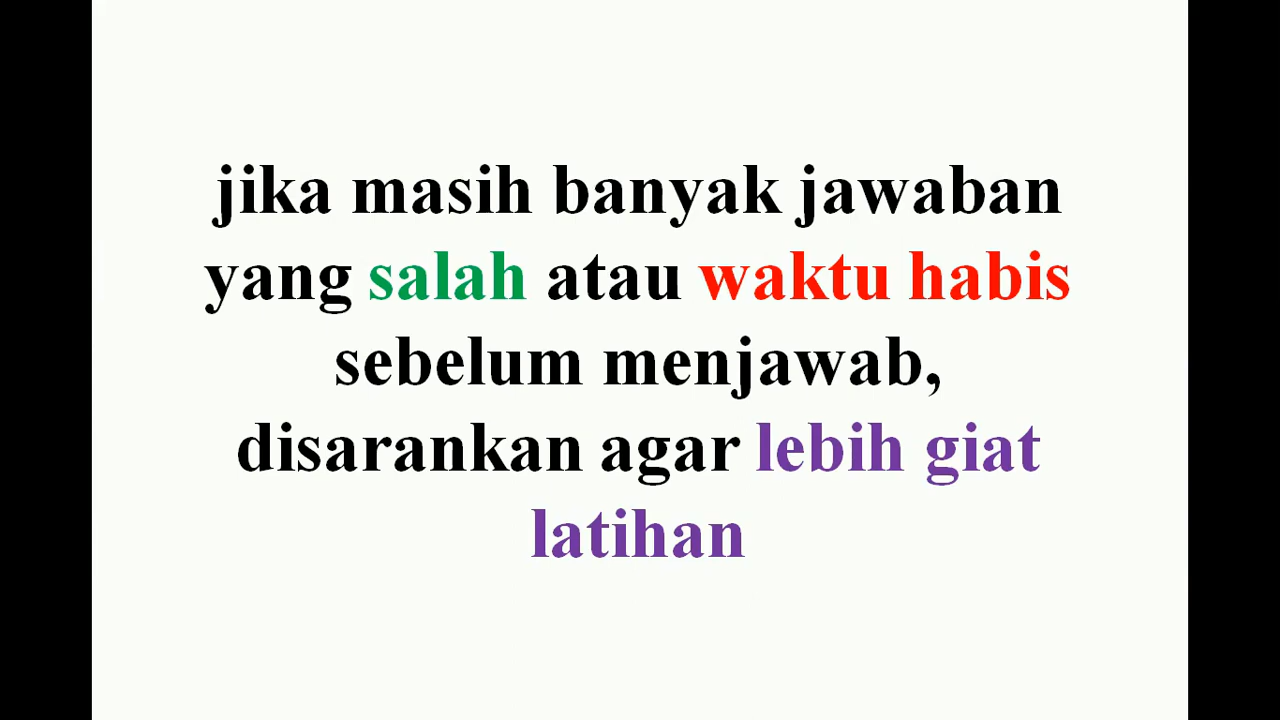 jika masih banyak jawaban
yang salah atau waktu habis
sebelum menjawab,
disarankan agar lebih giat
latihan